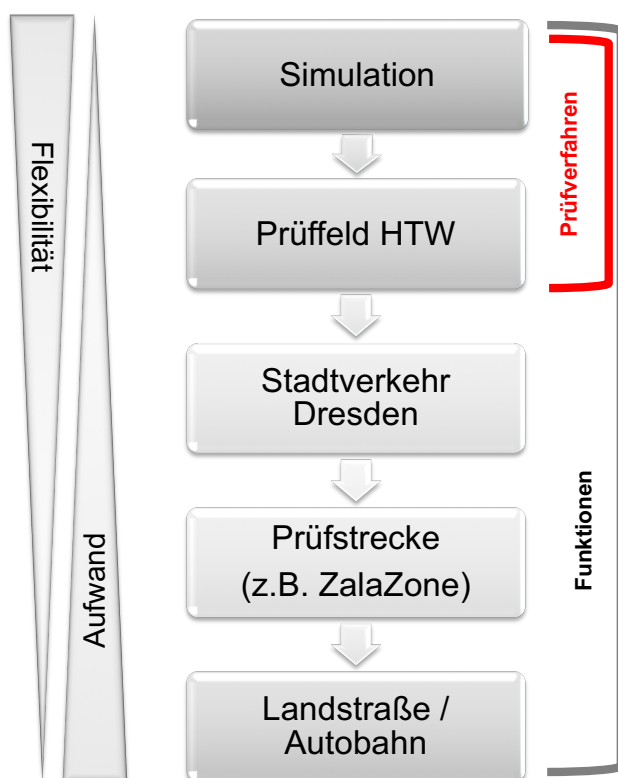 Flexibilität
Aufwand
Simulation
Prüffeld HTW
Stadtverkehr
Dresden
Prüfstrecke
(z.B. ZalaZone)
Landstraße /
Autobahn
Prüfverfahren
Funktionen